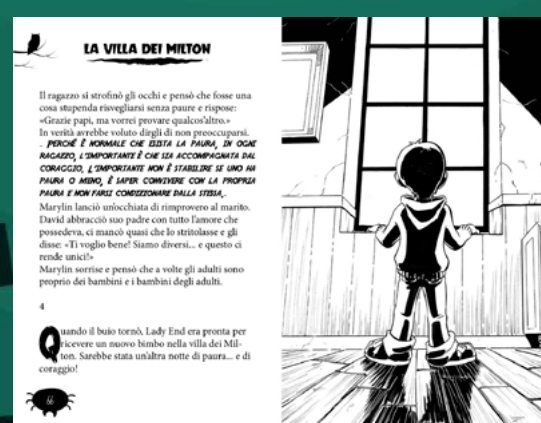 LA VILLA DEI MILTON
Il ragazzo si strofinò gli occhi e pensò che fosse una
cosa stupenda risvegliarsi senza paure e rispose:
«Grazie papi, ma vorrei provare qualcos'altro.»
In verità avrebbe voluto dirgli di non preoccuparsi.
.. PERCHÉ È NORMALE CHE ESISTA LA PAURA, IN OGNI
RAGAZZO, L'IMPORTANTE È CHE SIA ACCOMPAGNATA DAL
CORAGGIO, L'IMPORTANTE NON È STABILIRE SE UNO HA
PAURA O MENO, È SAPER CONVIVERE CON LA PROPRIA
PAURA E NON FARSI CONDIZIONARE DALLA STESSA..
Marylin lanciò un'occhiata di rimprovero al marito.
David abbracciò suo padre con tutto l'amore che
possedeva, ci mancò quasi che lo stritolasse e gli
disse: «Ti voglio bene! Siamo diversi... e questo ci
rende unici!»
Marylin sorrise e pensò che a volte gli adulti sono
proprio dei bambini e i bambini degli adulti.
4
Quando il buio tornò, Lady End era pronta per
ricevere un nuovo bimbo nella villa dei Mil-
ton. Sarebbe stata un'altra notte di paura... e di
coraggio!
66